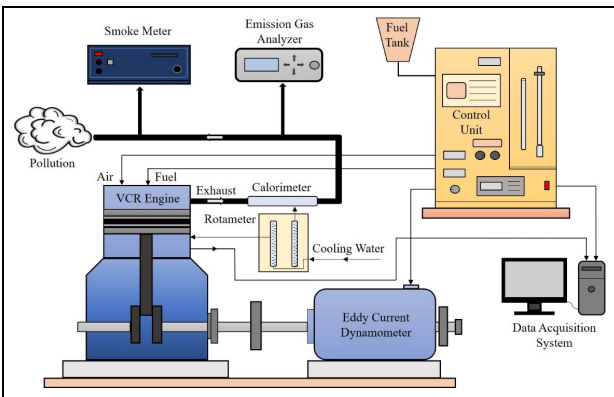 Smoke Meter
Emission Gas
Analyzer
Fuel
Tank
Control
Unit
Pollution
Air
Fuel
VCR Engine
Exhaust
Calorimeter
Rotameter
Cooling Water
Eddy Current
Dynamometer
Data Acquisition
System